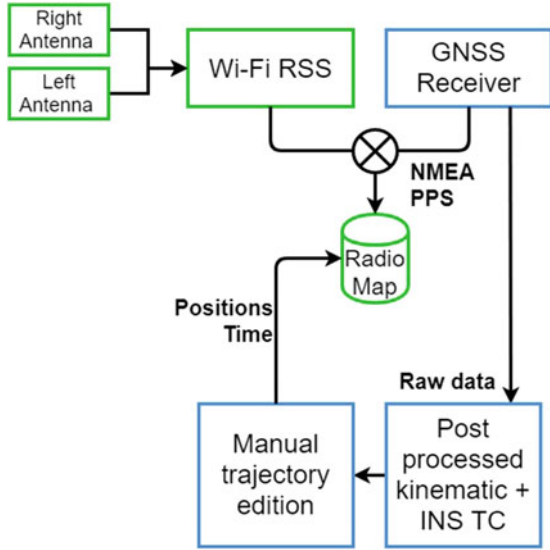 Right
Antenna
Left
Antenna
Wi-Fi RSS
GNSS
Receiver
NMEA
PPS
Radio
Map
Positions
Time
Raw data
Manual
trajectory
edition
Post
processed
kinematic +
INS TC